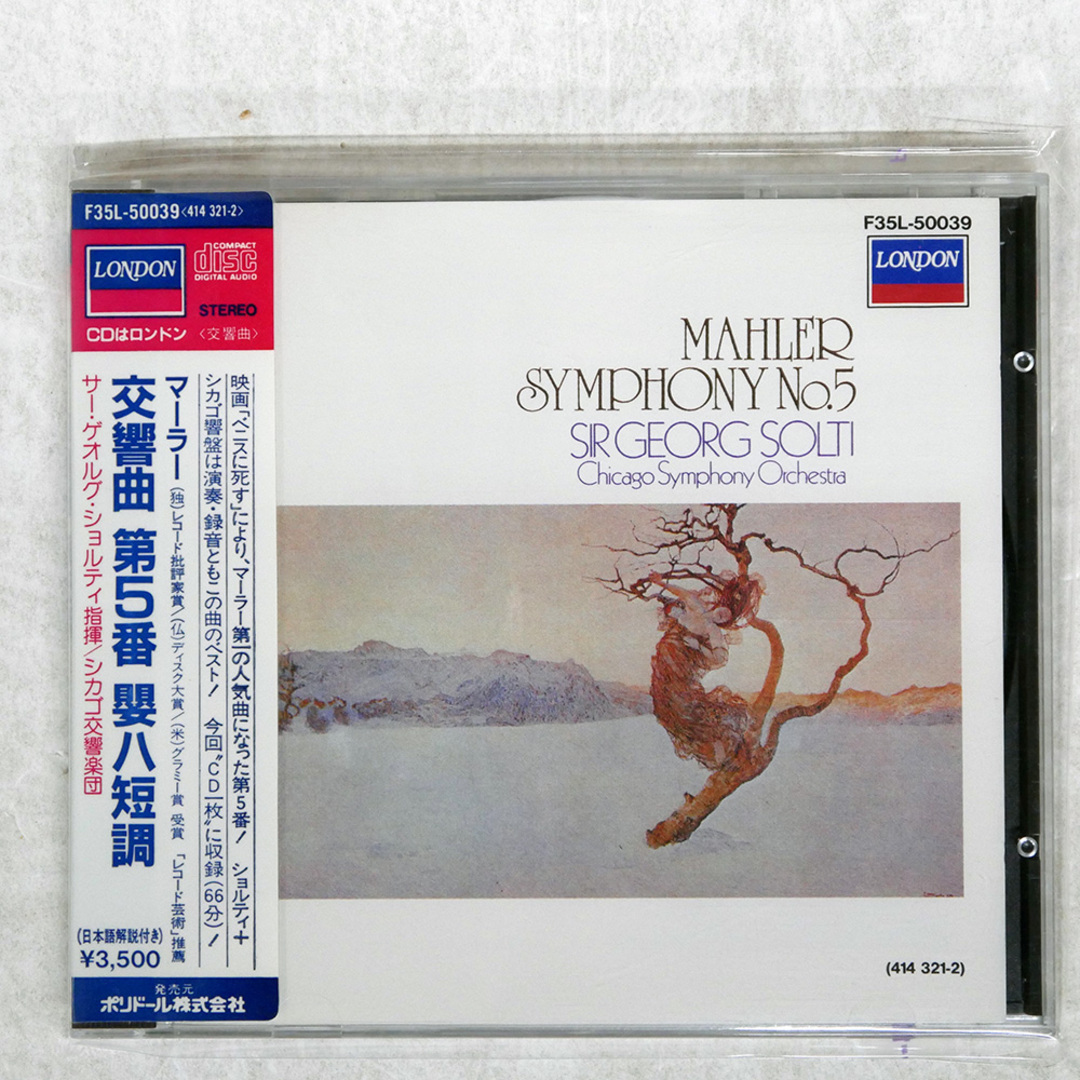 F35L-50039<414 321-2>
LONDON
COMPACT
disc
DIGITAL AUDIO
STEREO
CDはロンドン 〈交響曲〉
映画「ベニスに死す」により、マーラー第一の人気曲になった第5番! ショルティ+
シカゴ響盤は演奏・録音ともこの曲のベスト! 今回"CD一枚"に収録(66分)!
マーラー (独)レコード批評家賞/(仏)ディスク大賞/(米)グラミー賞 受賞 「レコード芸術」推薦
交響曲 第5番 嬰ハ短調
サー・ゲオルグ・ショルティ指揮/シカゴ交響楽団
(日本語解説付き)
¥3,500
発売元
ポリドール株式会社
F35L-50039
LONDON
MAHLER
SYMPHONY No.5
SIR GEORG SOLTI
Chicago Symphony Orchestra
(414 321-2)